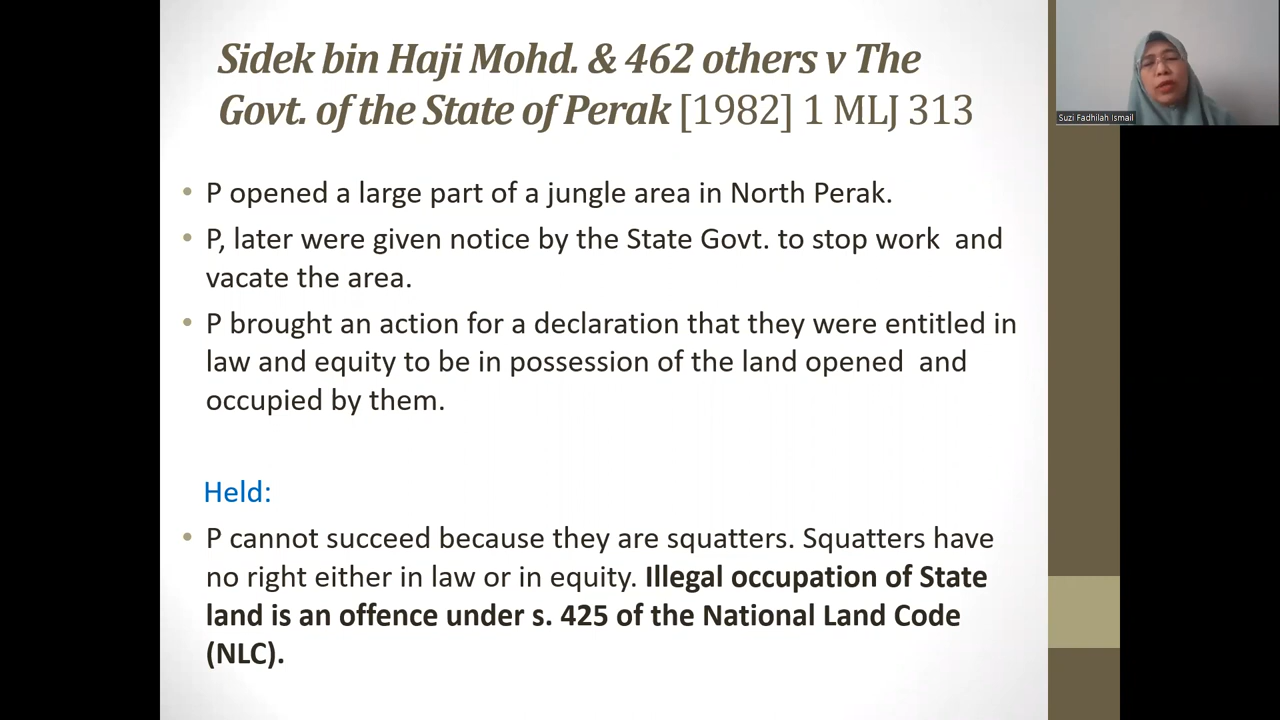 Sidek bin Haji Mohd. & 462 others v The
Govt. of the State of Perak [1982] 1 MLJ 313
Suzi Fadhilah Ismail
• P opened a large part of a jungle area in North Perak.
• P, later were given notice by the State Govt. to stop work and
vacate the area.
• P brought an action for a declaration that they were entitled in
law and equity to be in possession of the land opened and
occupied by them.
Held:
• P cannot succeed because they are squatters. Squatters have
no right either in law or in equity. Illegal occupation of State
land is an offence under s. 425 of the National Land Code
(NLC).